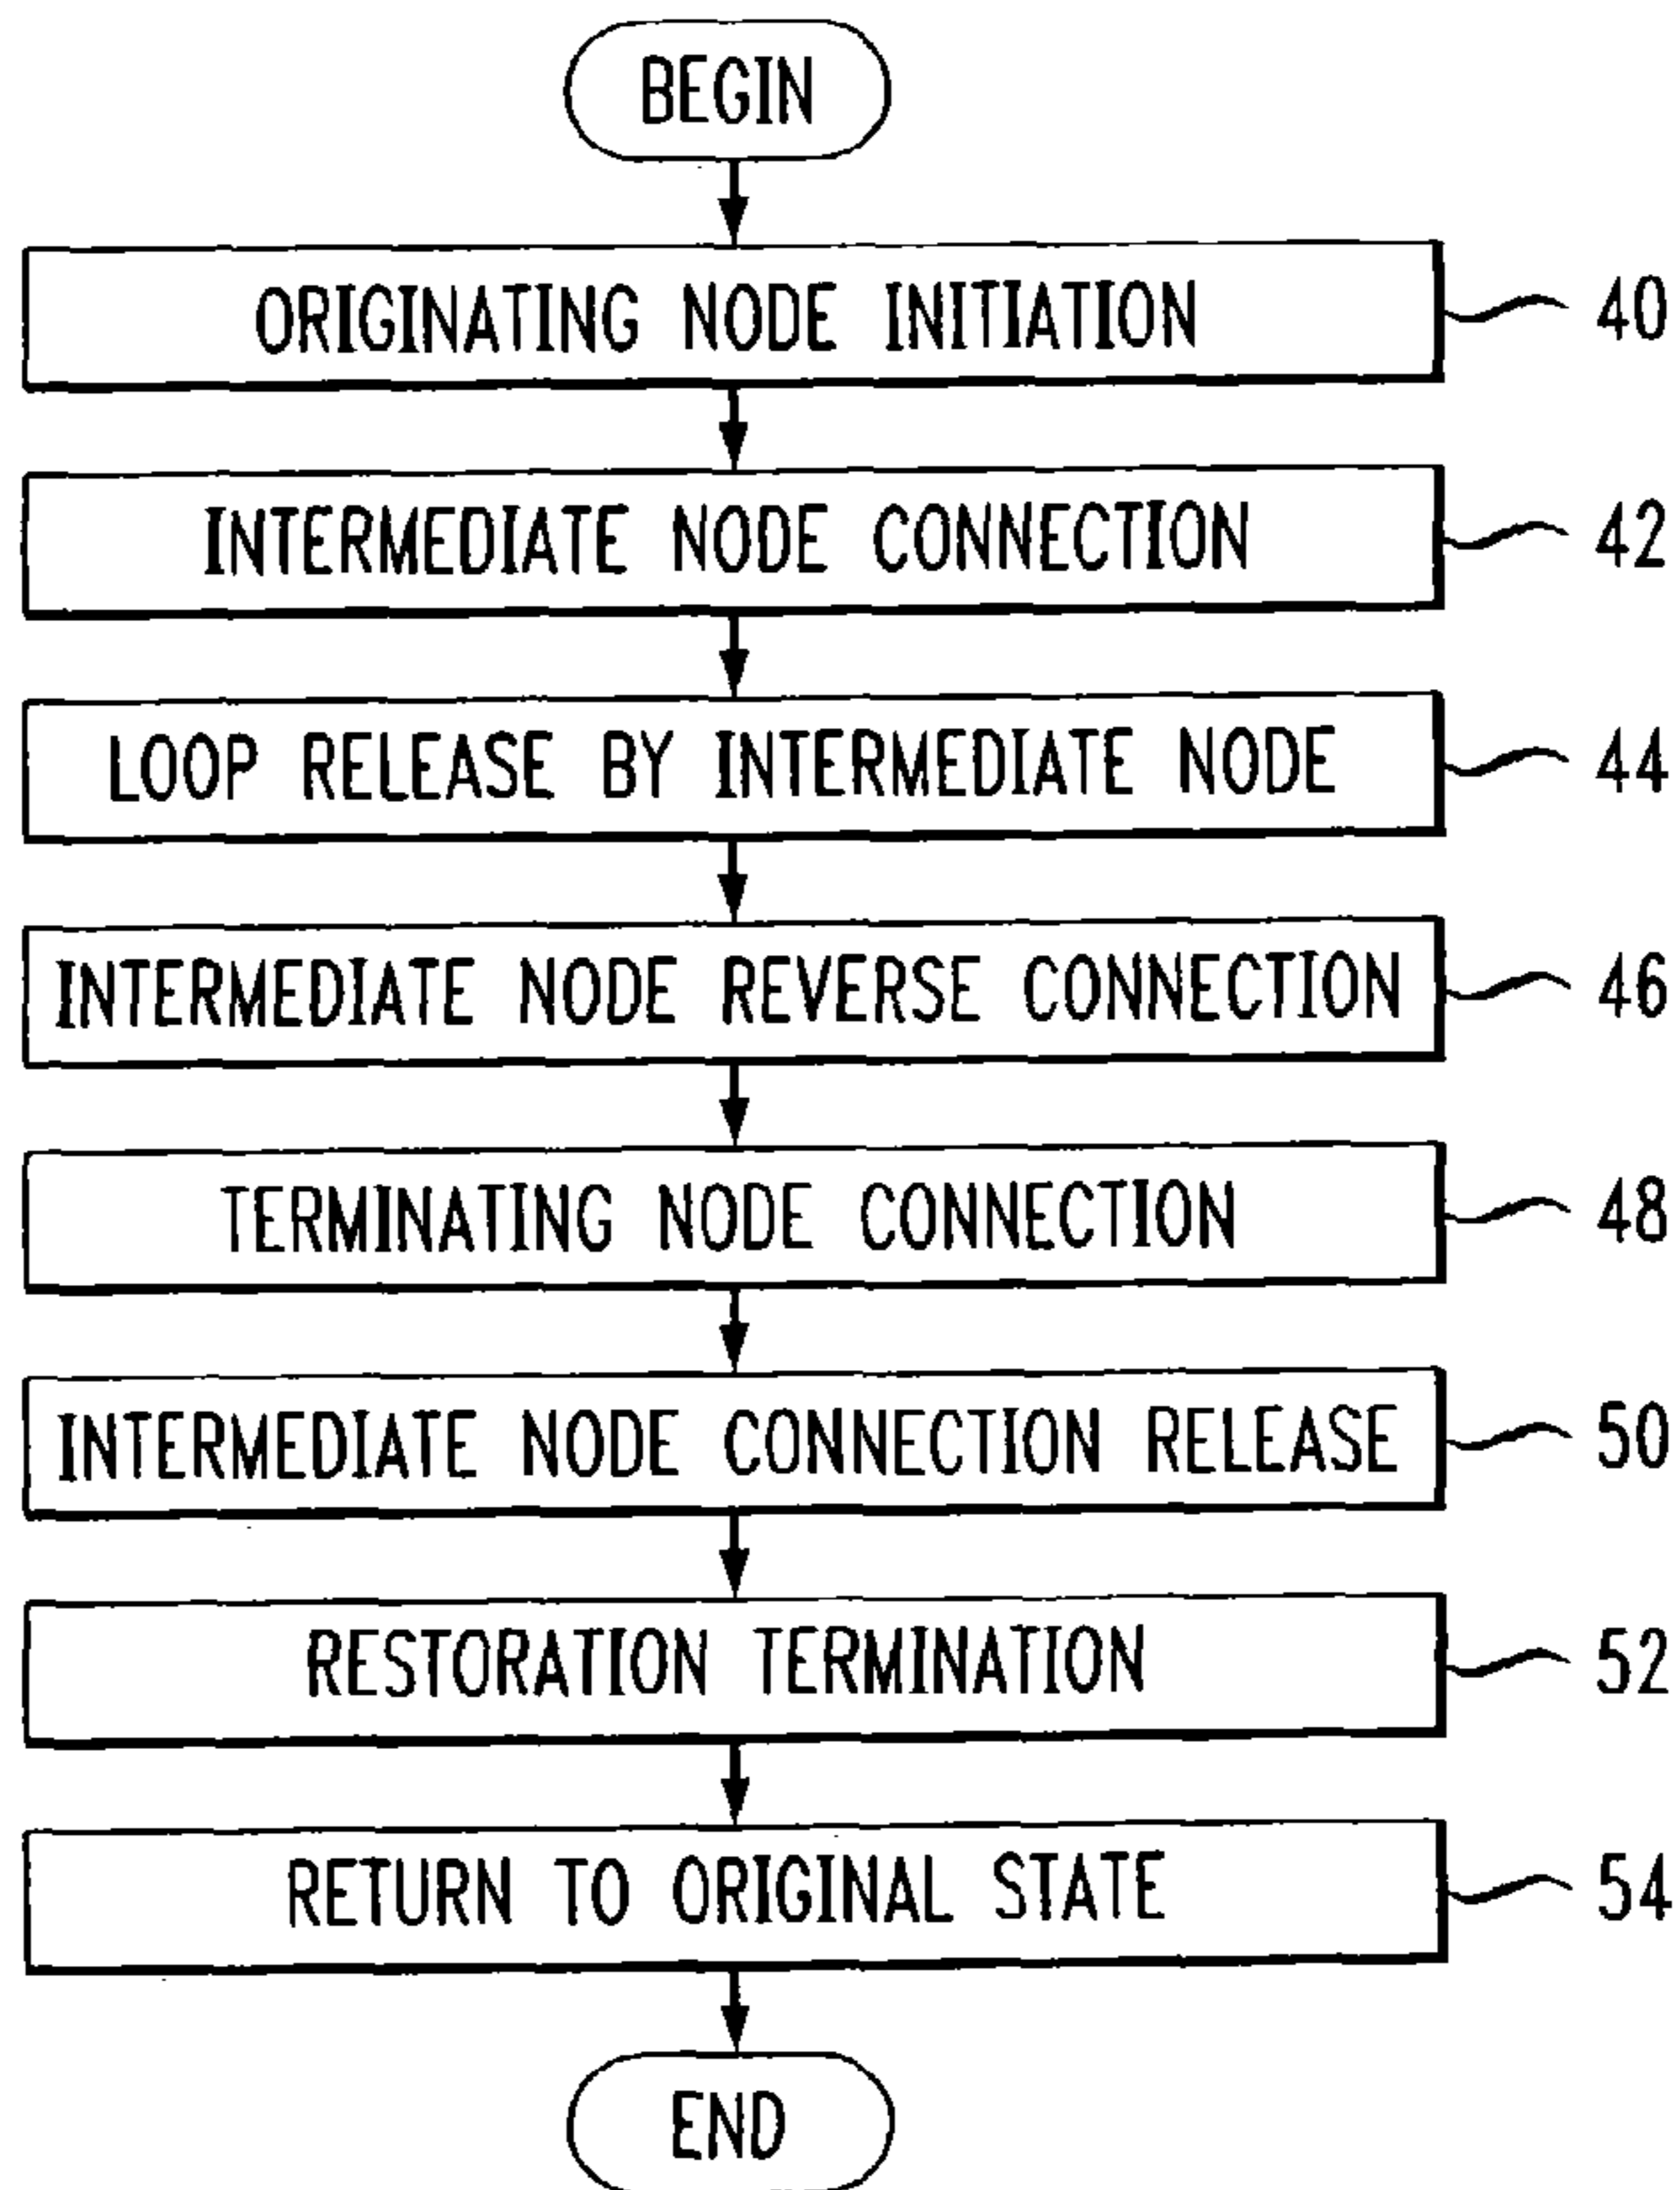 BEGIN
ORIGINATING NODE INITIATION 40
INTERMEDIATE NODE CONNECTION 42
LOOP RELEASE BY INTERMEDIATE NODE 44
INTERMEDIATE NODE REVERSE CONNECTION 46
TERMINATING NODE CONNECTION 48
INTERMEDIATE NODE CONNECTION RELEASE 50
RESTORATION TERMINATION 52
RETURN TO ORIGINAL STATE 54
END